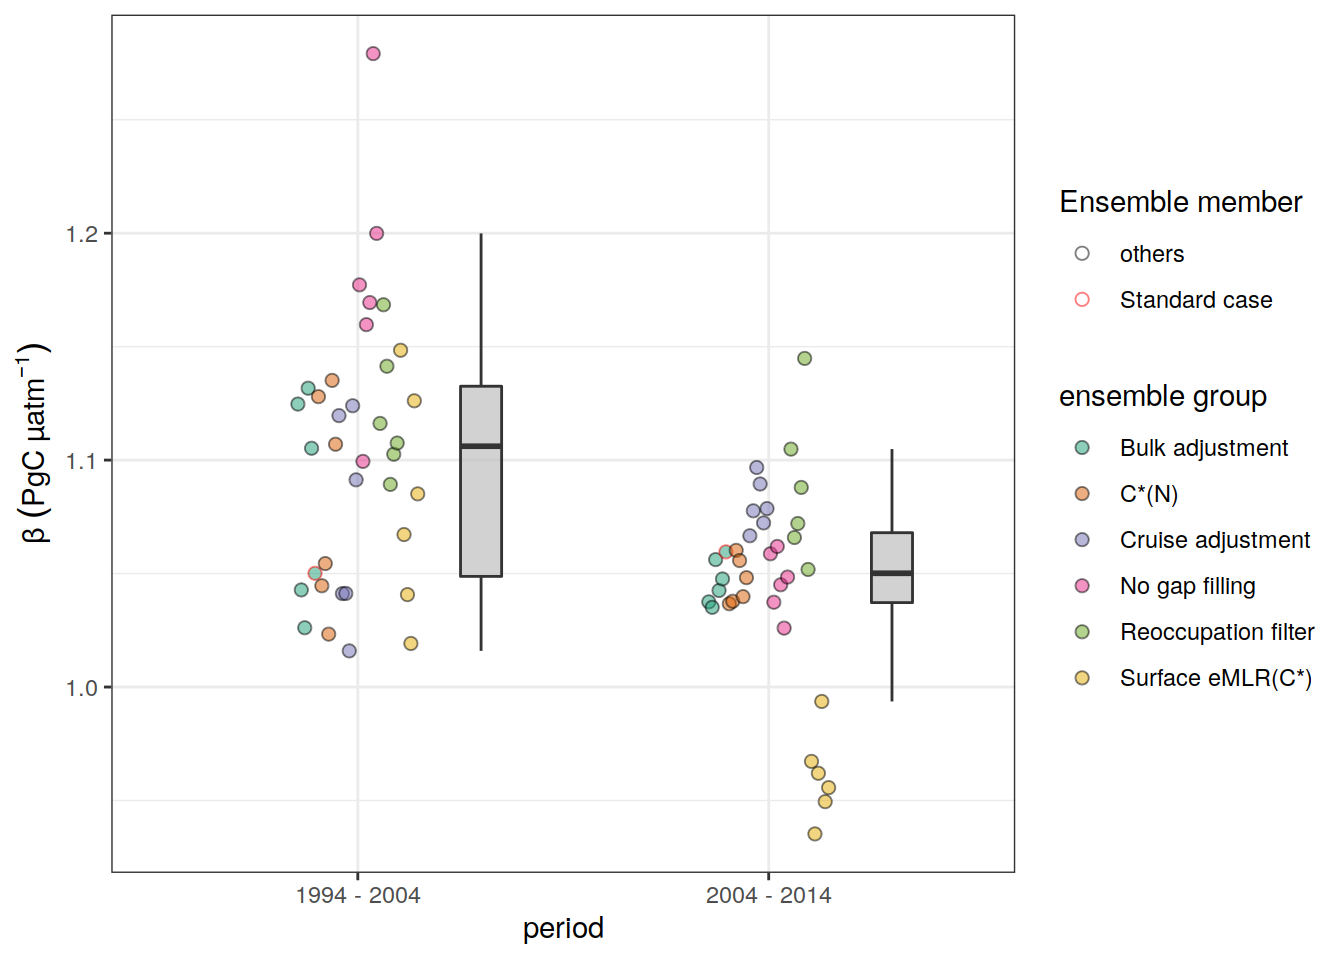 β (PgC µatm⁻¹)
1.2
1.1
1.0
1994 - 2004
2004 - 2014
period
Ensemble member
others
Standard case
ensemble group
Bulk adjustment
C*(N)
Cruise adjustment
No gap filling
Reoccupation filter
Surface eMLR(C*)